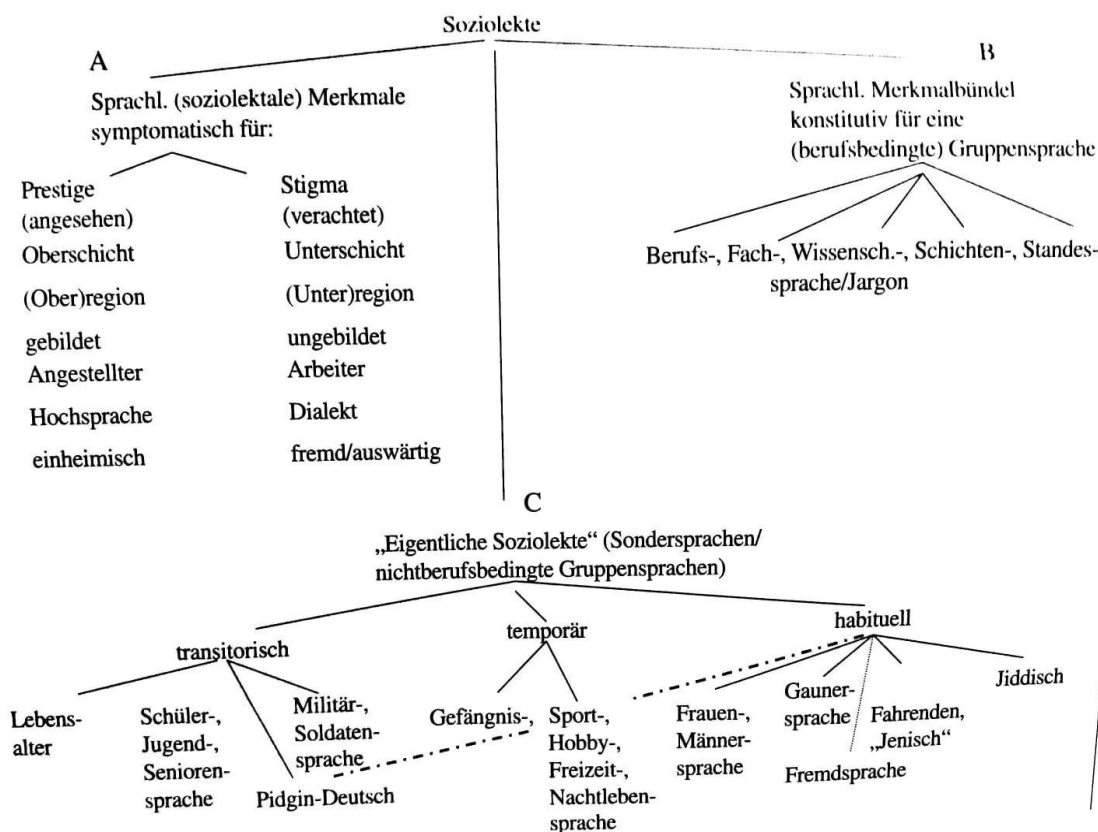 Soziolekte
A
Sprachl. (soziolektale) Merkmale
symptomatisch für:
Prestige
(angesehen)
Oberschicht
(Ober)region
gebildet
Angestellter
Hochsprache
einheimisch
Stigma
(verachtet)
Unterschicht
(Unter)region
ungebildet
Arbeiter
Dialekt
fremd/auswärtig
B
Sprachl. Merkmalbündel
konstitutiv für eine
(berufsbedingte) Gruppensprache
Berufs-, Fach-, Wissensch.-, Schichten-, Standes-
sprache/Jargon
C
„Eigentliche Soziolekte“ (Sondersprachen/
nichtberufsbedingte Gruppensprachen)
transitorisch
Lebens-
alter
Schüler-,
Jugend-,
Senioren-
sprache
Militär-,
Soldaten-
sprache
Pidgin-Deutsch
temporär
Gefängnis-,
Sport-,
Hobby-,
Freizeit-,
Nachtleben-
sprache
habituell
Frauen-,
Männer-
sprache
Gauner-
sprache
Fahrenden,
„Jenisch“
Fremdsprache
Jiddisch